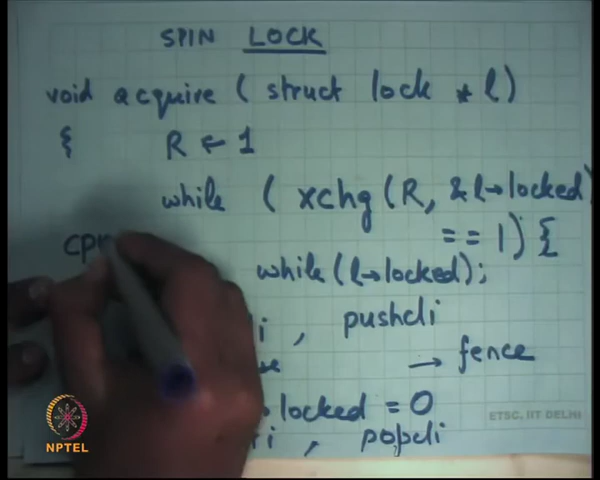 SPIN LOCK
void acquire ( struct lock * l )
{ R ← 1
while ( xchg (R, &l→locked)
== 1) {
while (l→locked);
, pushcli
→ fence
locked = 0
, popcli
ETSC, IIT DELHI
NPTEL